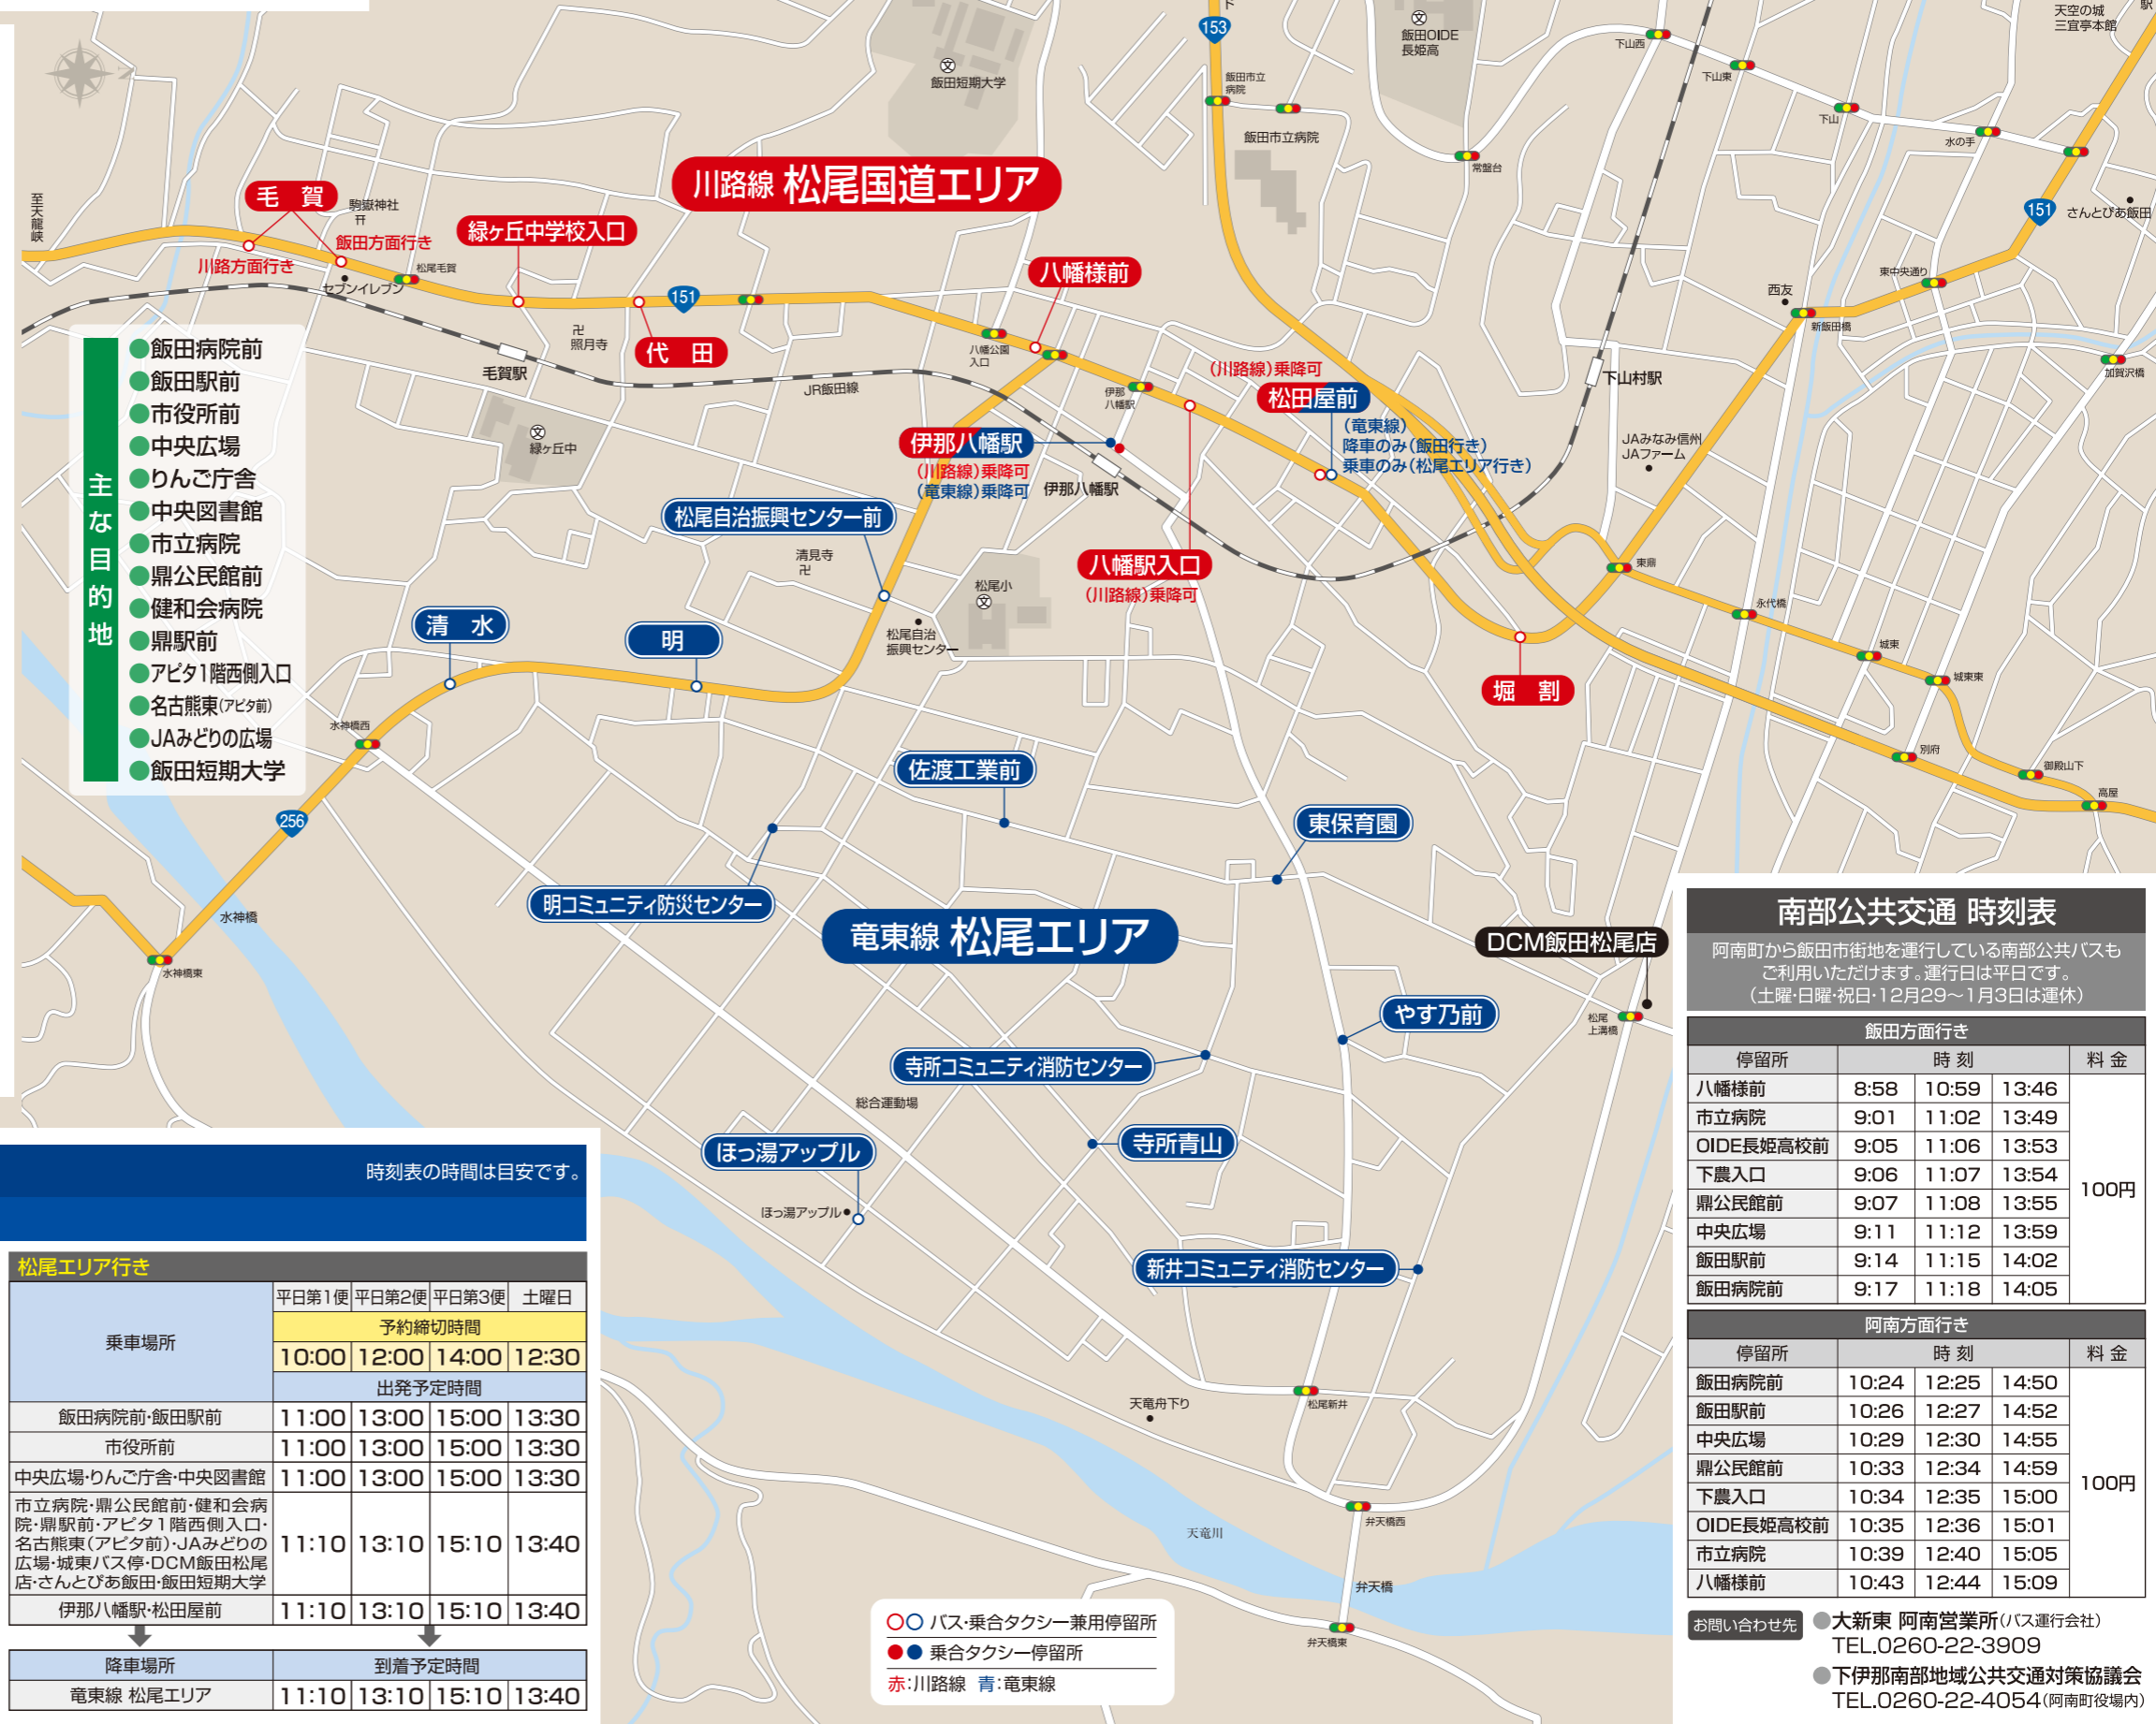 天空の城
三宜亭本館
駅
ド
153
飯田OIDE
長姫高
下山西
下山東
下山
水の手
常盤台
飯田市立
病院
飯田市立病院
飯田短期大学
川路線 松尾国道エリア
至天龍峡
毛 賀
駒嶽神社
飯田方面行き
川路方面行き
松尾毛賀
セブンイレブン
緑ヶ丘中学校入口
151
代 田
卍
照月寺
毛賀駅
JR飯田線
緑ヶ丘中
八幡様前
八幡公園
入口
伊那
八幡駅
(川路線)乗降可
松田屋前
(竜東線)
降車のみ(飯田行き)
乗車のみ(松尾エリア行き)
伊那八幡駅
(川路線)乗降可
(竜東線)乗降可
伊那八幡駅
八幡駅入口
(川路線)乗降可
堀 割
下山村駅
JAみなみ信州
JAファーム
西友
新飯田橋
東中央通り
151
さんとぴあ飯田
加賀沢橋
東鼎
永代橋
城東
城東東
別府
御殿山下
高屋
主な目的地
●飯田病院前
●飯田駅前
●市役所前
●中央広場
●りんご庁舎
●中央図書館
●市立病院
●鼎公民館前
●健和会病院
●鼎駅前
●アピタ1階西側入口
●名古熊東(アピタ前)
●JAみどりの広場
●飯田短期大学
松尾自治振興センター前
清見寺
卍
松尾小
松尾自治
振興センター
清 水
明
水神橋西
256
水神橋
水神橋東
佐渡工業前
東保育園
明コミュニティ防災センター
竜東線 松尾エリア
DCM飯田松尾店
松尾
上溝橋
やす乃前
寺所コミュニティ消防センター
総合運動場
寺所青山
ほっ湯アップル
ほっ湯アップル
新井コミュニティ消防センター
天竜舟下り
松尾新井
弁天橋西
天竜川
弁天橋
弁天橋東
○○ バス・乗合タクシー兼用停留所
●● 乗合タクシー停留所
赤:川路線 青:竜東線
時刻表の時間は目安です。
松尾エリア行き
乗車場所 平日第1便 平日第2便 平日第3便 土曜日
予約締切時間
10:00 12:00 14:00 12:30
出発予定時間
飯田病院前・飯田駅前 11:00 13:00 15:00 13:30
市役所前 11:00 13:00 15:00 13:30
中央広場・りんご庁舎・中央図書館 11:00 13:00 15:00 13:30
市立病院・鼎公民館前・健和会病
院・鼎駅前・アピタ1階西側入口・
名古熊東(アピタ前)・JAみどりの
広場・城東バス停・DCM飯田松尾
店・さんとぴあ飯田・飯田短期大学
11:10 13:10 15:10 13:40
伊那八幡駅・松田屋前 11:10 13:10 15:10 13:40
降車場所 到着予定時間
竜東線 松尾エリア 11:10 13:10 15:10 13:40
南部公共交通 時刻表
阿南町から飯田市街地を運行している南部公共バスも
ご利用いただけます。運行日は平日です。
(土曜・日曜・祝日・12月29〜1月3日は運休)
飯田方面行き
停留所 時 刻 料 金
八幡様前 8:58 10:59 13:46
市立病院 9:01 11:02 13:49
OIDE長姫高校前 9:05 11:06 13:53
下農入口 9:06 11:07 13:54
100円
鼎公民館前 9:07 11:08 13:55
中央広場 9:11 11:12 13:59
飯田駅前 9:14 11:15 14:02
飯田病院前 9:17 11:18 14:05
阿南方面行き
停留所 時 刻 料 金
飯田病院前 10:24 12:25 14:50
飯田駅前 10:26 12:27 14:52
中央広場 10:29 12:30 14:55
鼎公民館前 10:33 12:34 14:59
100円
下農入口 10:34 12:35 15:00
OIDE長姫高校前 10:35 12:36 15:01
市立病院 10:39 12:40 15:05
八幡様前 10:43 12:44 15:09
お問い合わせ先 ●大新東 阿南営業所(バス運行会社)
TEL.0260-22-3909
●下伊那南部地域公共交通対策協議会
TEL.0260-22-4054(阿南町役場内)